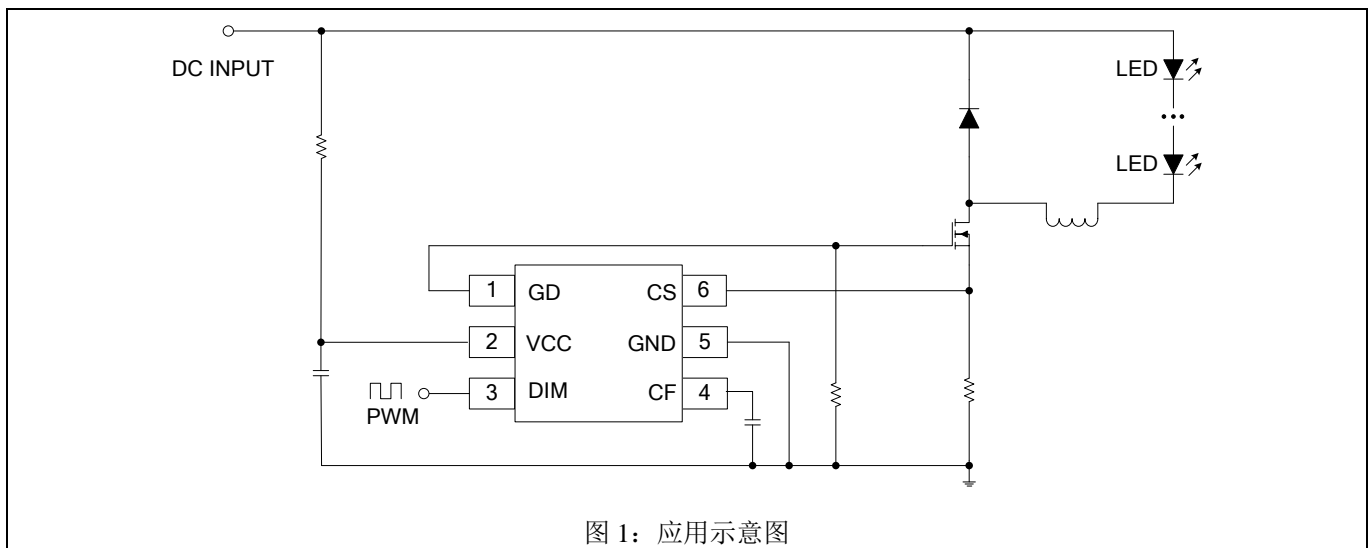 DC INPUT
LED
•••
LED
1 GD CS 6
2 VCC GND 5
3 DIM CF 4
PWM
图 1：应用示意图